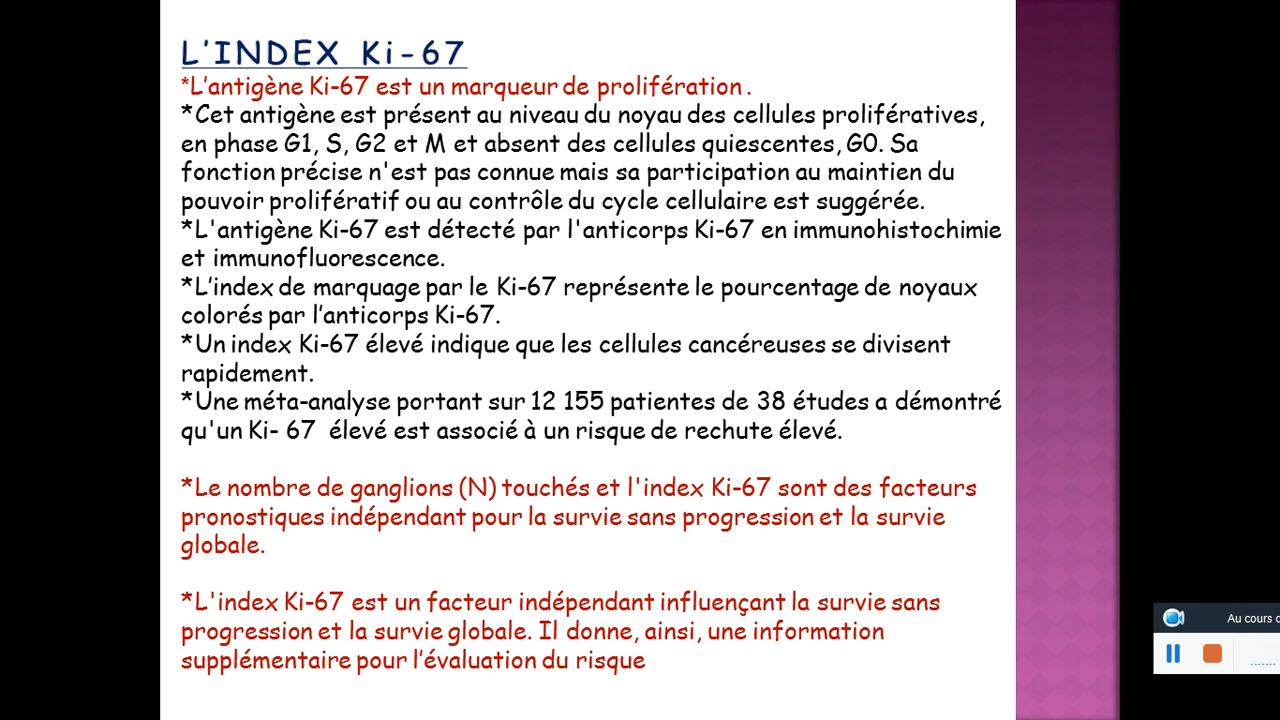 L'INDEX Ki-67
*L'antigène Ki-67 est un marqueur de prolifération .
*Cet antigène est présent au niveau du noyau des cellules prolifératives,
en phase G1, S, G2 et M et absent des cellules quiescentes, G0. Sa
fonction précise n'est pas connue mais sa participation au maintien du
pouvoir prolifératif ou au contrôle du cycle cellulaire est suggérée.
*L'antigène Ki-67 est détecté par l'anticorps Ki-67 en immunohistochimie
et immunofluorescence.
*L'index de marquage par le Ki-67 représente le pourcentage de noyaux
colorés par l'anticorps Ki-67.
*Un index Ki-67 élevé indique que les cellules cancéreuses se divisent
rapidement.
*Une méta-analyse portant sur 12 155 patientes de 38 études a démontré
qu'un Ki- 67 élevé est associé à un risque de rechute élevé.
*Le nombre de ganglions (N) touchés et l'index Ki-67 sont des facteurs
pronostiques indépendant pour la survie sans progression et la survie
globale.
*L'index Ki-67 est un facteur indépendant influençant la survie sans
progression et la survie globale. Il donne, ainsi, une information
supplémentaire pour l'évaluation du risque
Au cours